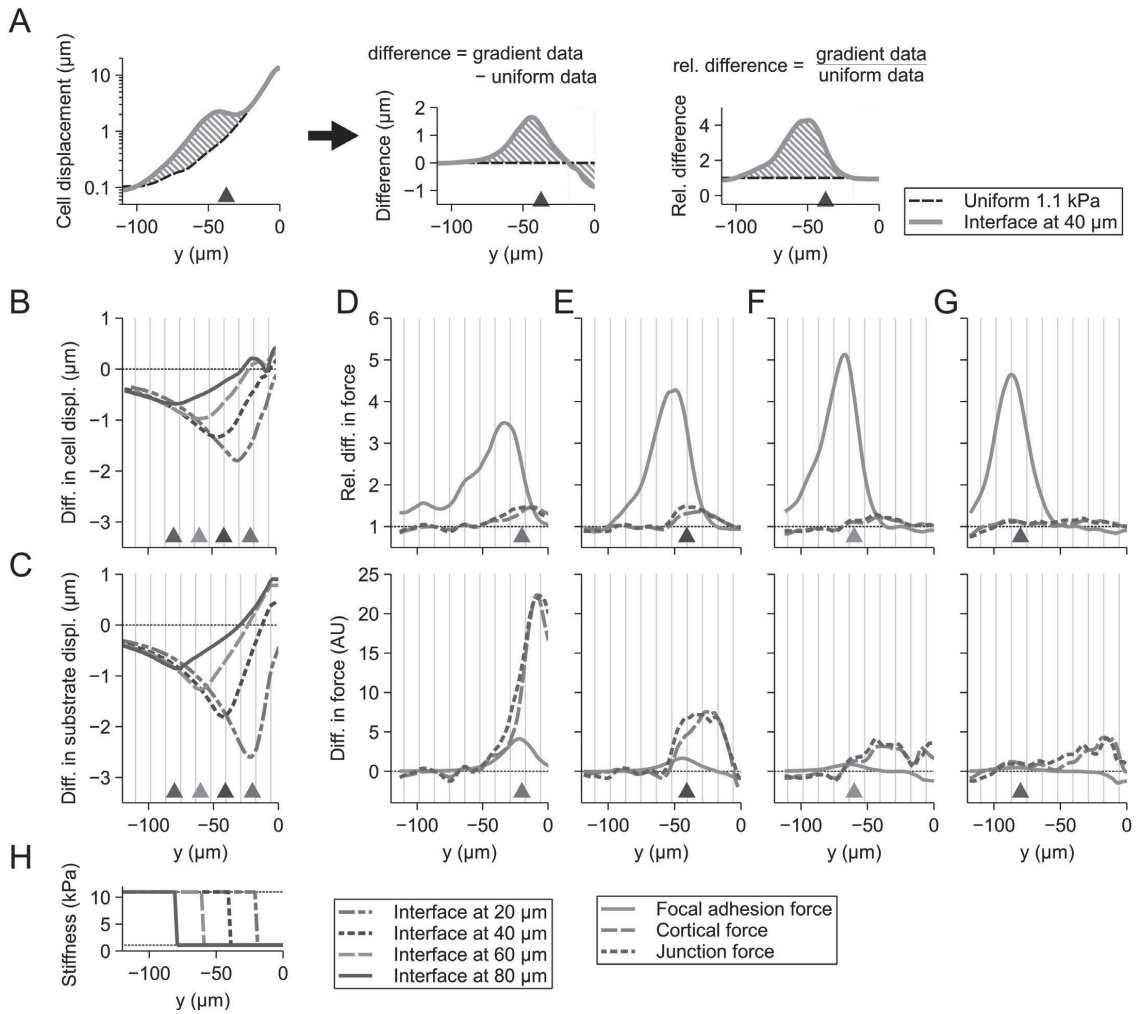 A
Cell displacement (µm)
10
1
0.1
−100
−50
0
y (µm)
difference = gradient data
− uniform data
Difference (µm)
2
1
0
−1
−100
−50
0
y (µm)
rel. difference = gradient data
uniform data
Rel. difference
4
2
0
−100
−50
0
y (µm)
Uniform 1.1 kPa
Interface at 40 µm
B
Diff. in cell displ. (µm)
1
0
−1
−2
−3
C
Diff. in substrate displ. (µm)
1
0
−1
−2
−3
−100
−50
0
y (µm)
D
E
F
G
Rel. diff. in force
6
5
4
3
2
1
Diff. in force (AU)
25
20
15
10
5
0
−100
−50
0
y (µm)
−100
−50
0
y (µm)
−100
−50
0
y (µm)
−100
−50
0
y (µm)
H
Stiffness (kPa)
10
5
0
−100
−50
0
y (µm)
Interface at 20 µm
Interface at 40 µm
Interface at 60 µm
Interface at 80 µm
Focal adhesion force
Cortical force
Junction force